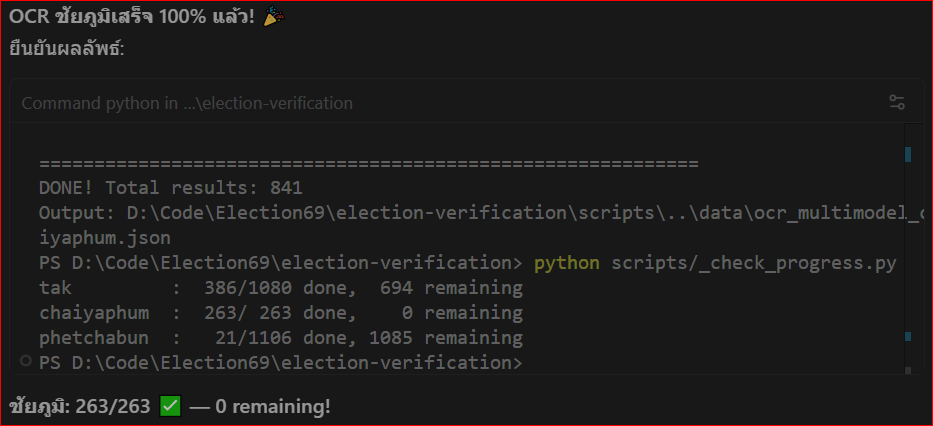 OCR ชัยภูมิเสร็จ 100% แล้ว! 🎉
ยืนยันผลลัพธ์:
Command python in ...\election-verification
============================================================
DONE! Total results: 841
Output: D:\Code\Election69\election-verification\scripts\..\data\ocr_multimodel_c
iyaphum.json
PS D:\Code\Election69\election-verification> python scripts/_check_progress.py
tak         :  386/1080 done,  694 remaining
chaiyaphum  :  263/ 263 done,    0 remaining
phetchabun  :   21/1106 done, 1085 remaining
PS D:\Code\Election69\election-verification>
ชัยภูมิ: 263/263 ✅ — 0 remaining!